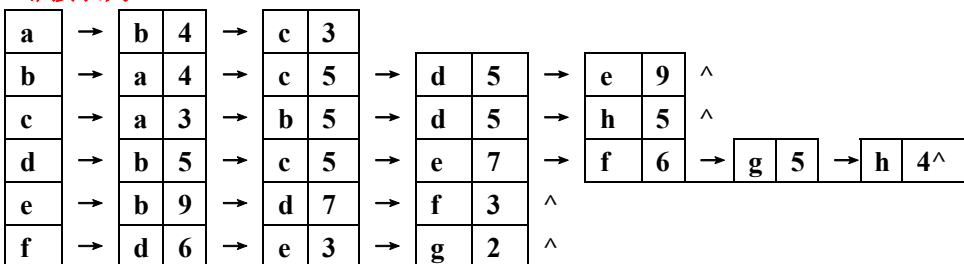 a → b 4 → c 3
b → a 4 → c 5 → d 5 → e 9 ^
c → a 3 → b 5 → d 5 → h 5 ^
d → b 5 → c 5 → e 7 → f 6 → g 5 → h 4^
e → b 9 → d 7 → f 3 ^
f → d 6 → e 3 → g 2 ^